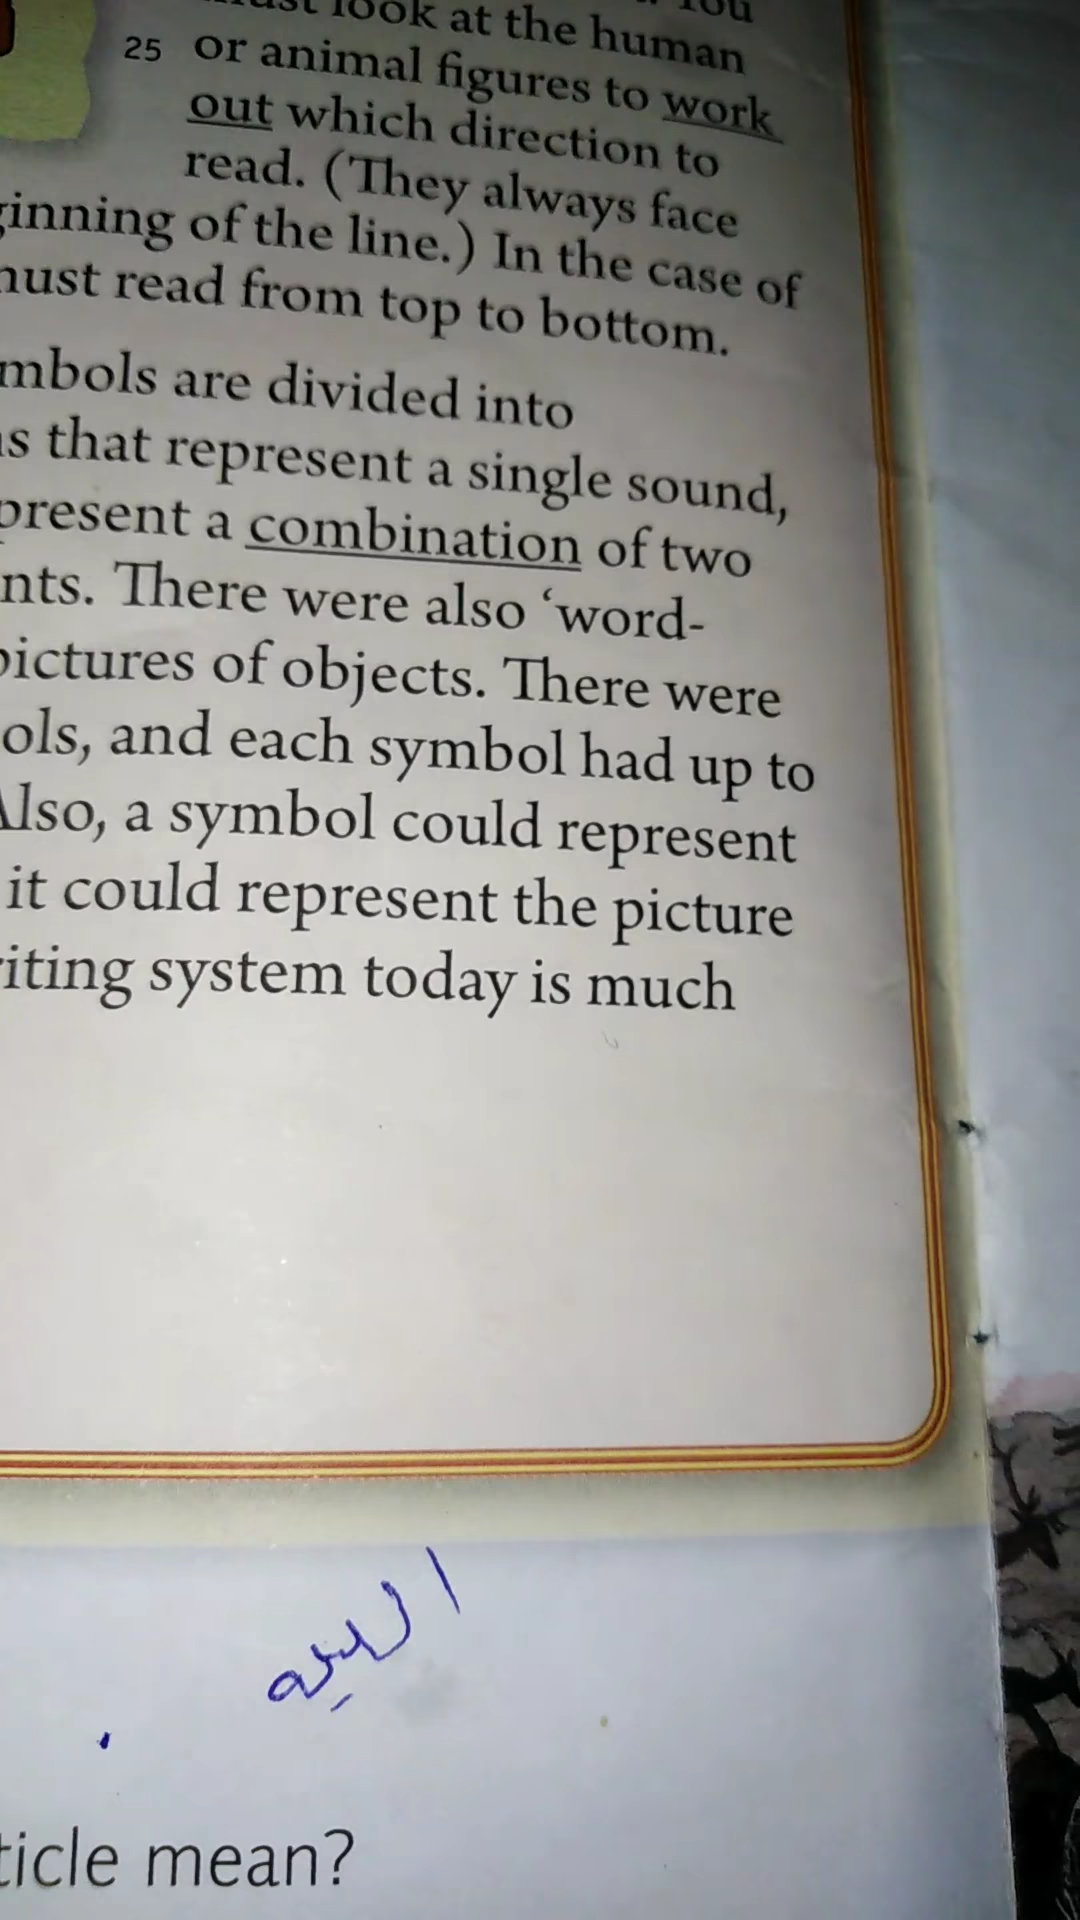 look at the human
25 or animal figures to work
out which direction to
read. (They always face
inning of the line.) In the case of
ust read from top to bottom.
mbols are divided into
s that represent a single sound,
present a combination of two
nts. There were also ‘word-
pictures of objects. There were
ols, and each symbol had up to
Also, a symbol could represent
it could represent the picture
iting system today is much
ticle mean?